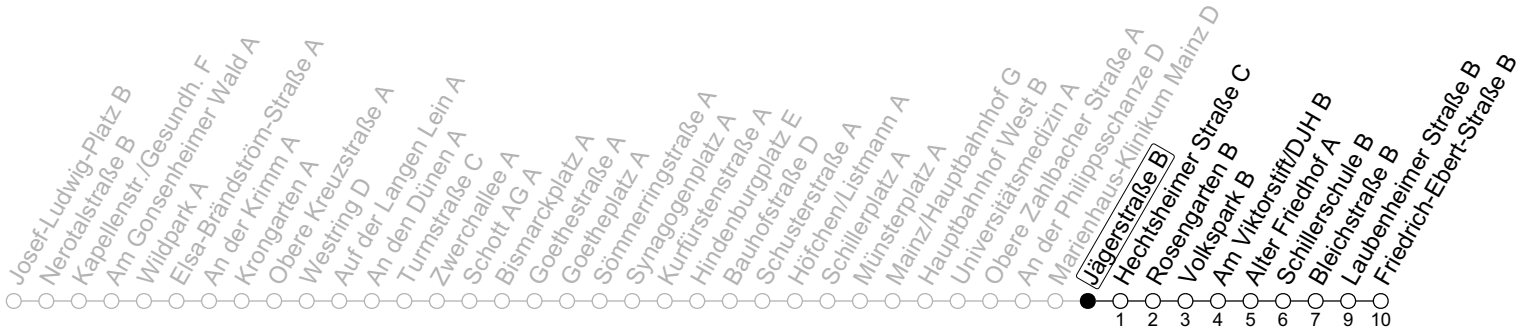 Josef-Ludwig-Platz B
Nerotalstraße B
Kapellenstr./Gesundh. F
Am Gonsenheimer Wald A
Wildpark A
Elsa-Brändström-Straße A
An der Krimm A
Krongarten A
Obere Kreuzstraße A
Westring D
Auf der Langen Lein A
An den Dünen A
Turmstraße C
Zwerchallee A
Schott AG A
Bismarckplatz A
Goethestraße A
Goetheplatz A
Sömmerringstraße A
Synagogenplatz A
Kurfürstenstraße A
Hindenburgplatz E
Bauhofstraße D
Schusterstraße A
Höfchen/Listmann A
Schillerplatz A
Münsterplatz A
Mainz/Hauptbahnhof G
Hauptbahnhof West B
Universitätsmedizin A
Obere Zahlbacher Straße A
An der Philippsschanze D
Marienhaus-Klinikum Mainz D
Jägerstraße B
Hechtsheimer Straße C
Rosengarten B
Volkspark B
Am Viktorstift/DJH B
Alter Friedhof A
Schillerschule B
Bleichstraße B
Laubenheimer Straße B
Friedrich-Ebert-Straße B
1 2 3 4 5 6 7 9 10